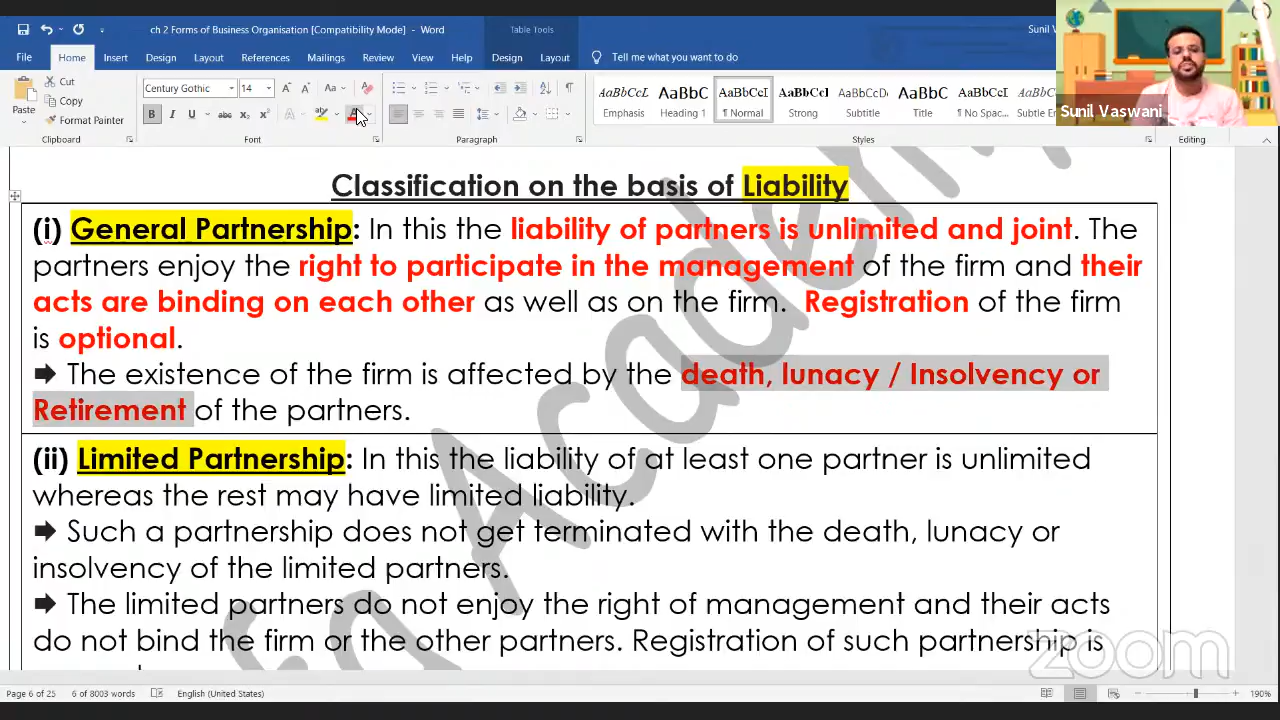 ch 2 Forms of Business Organisation [Compatibility Mode] - Word
Table Tools
Sunil V
File Home Insert Design Layout References Mailings Review View Help Design Layout Tell me what you want to do
Sunil Vaswani
Paste
Cut
Copy
Format Painter
Century Gothic 14
AaBbCcL AaBbC AaBbCcI AaBbCcI AaBbCcD AaBbC AaBbCcI
Emphasis Heading 1 ¶ Normal Strong Subtitle Title ¶ No Spac... Subtle Em
Clipboard Font Paragraph Styles Editing
Classification on the basis of Liability
(i) General Partnership: In this the liability of partners is unlimited and joint. The
partners enjoy the right to participate in the management of the firm and their
acts are binding on each other as well as on the firm. Registration of the firm
is optional.
🡆 The existence of the firm is affected by the death, lunacy / Insolvency or
Retirement of the partners.
(ii) Limited Partnership: In this the liability of at least one partner is unlimited
whereas the rest may have limited liability.
🡆 Such a partnership does not get terminated with the death, lunacy or
insolvency of the limited partners.
🡆 The limited partners do not enjoy the right of management and their acts
do not bind the firm or the other partners. Registration of such partnership is
Academy
zoom
Page 6 of 25 6 of 8003 words English (United States) 190%